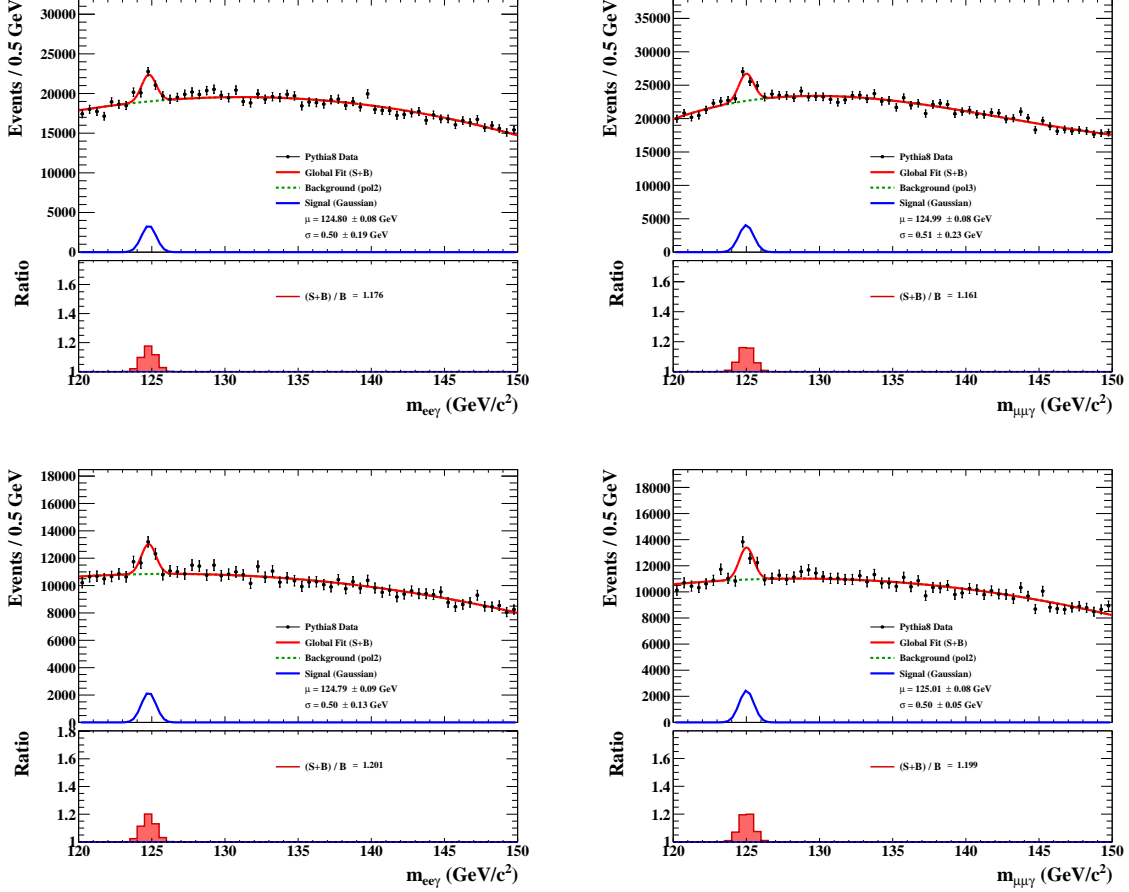 Events / 0.5 GeV
30000
25000
20000
15000
10000
5000
0
Pythia8 Data
Global Fit (S+B)
Background (pol2)
Signal (Gaussian)
μ = 124.80 ± 0.08 GeV
σ = 0.50 ± 0.19 GeV
Ratio
1.6
1.4
1.2
1
(S+B) / B = 1.176
120 125 130 135 140 145 150
m_eeγ (GeV/c²)
Events / 0.5 GeV
35000
30000
25000
20000
15000
10000
5000
0
Pythia8 Data
Global Fit (S+B)
Background (pol3)
Signal (Gaussian)
μ = 124.99 ± 0.08 GeV
σ = 0.51 ± 0.23 GeV
Ratio
1.6
1.4
1.2
1
(S+B) / B = 1.161
120 125 130 135 140 145 150
m_μμγ (GeV/c²)
Events / 0.5 GeV
18000
16000
14000
12000
10000
8000
6000
4000
2000
0
Pythia8 Data
Global Fit (S+B)
Background (pol2)
Signal (Gaussian)
μ = 124.79 ± 0.09 GeV
σ = 0.50 ± 0.13 GeV
Ratio
1.8
1.6
1.4
1.2
1
(S+B) / B = 1.201
120 125 130 135 140 145 150
m_eeγ (GeV/c²)
Events / 0.5 GeV
18000
16000
14000
12000
10000
8000
6000
4000
2000
0
Pythia8 Data
Global Fit (S+B)
Background (pol2)
Signal (Gaussian)
μ = 125.01 ± 0.08 GeV
σ = 0.50 ± 0.05 GeV
Ratio
1.8
1.6
1.4
1.2
1
(S+B) / B = 1.199
120 125 130 135 140 145 150
m_μμγ (GeV/c²)